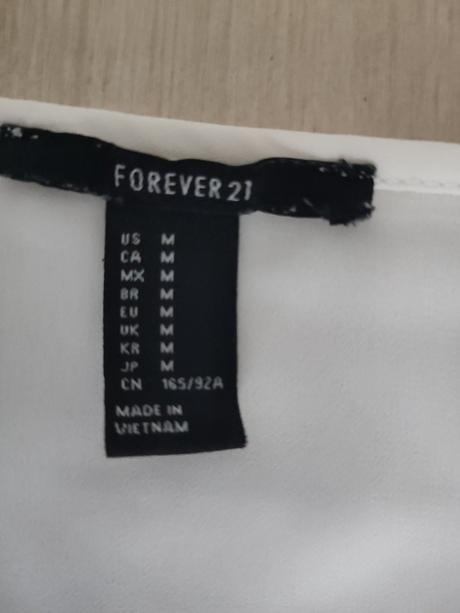 FOREVER 21
US M
CA M
MX M
BR M
EU M
UK M
KR M
JP M
CN 165/92A
MADE IN
VIETNAM